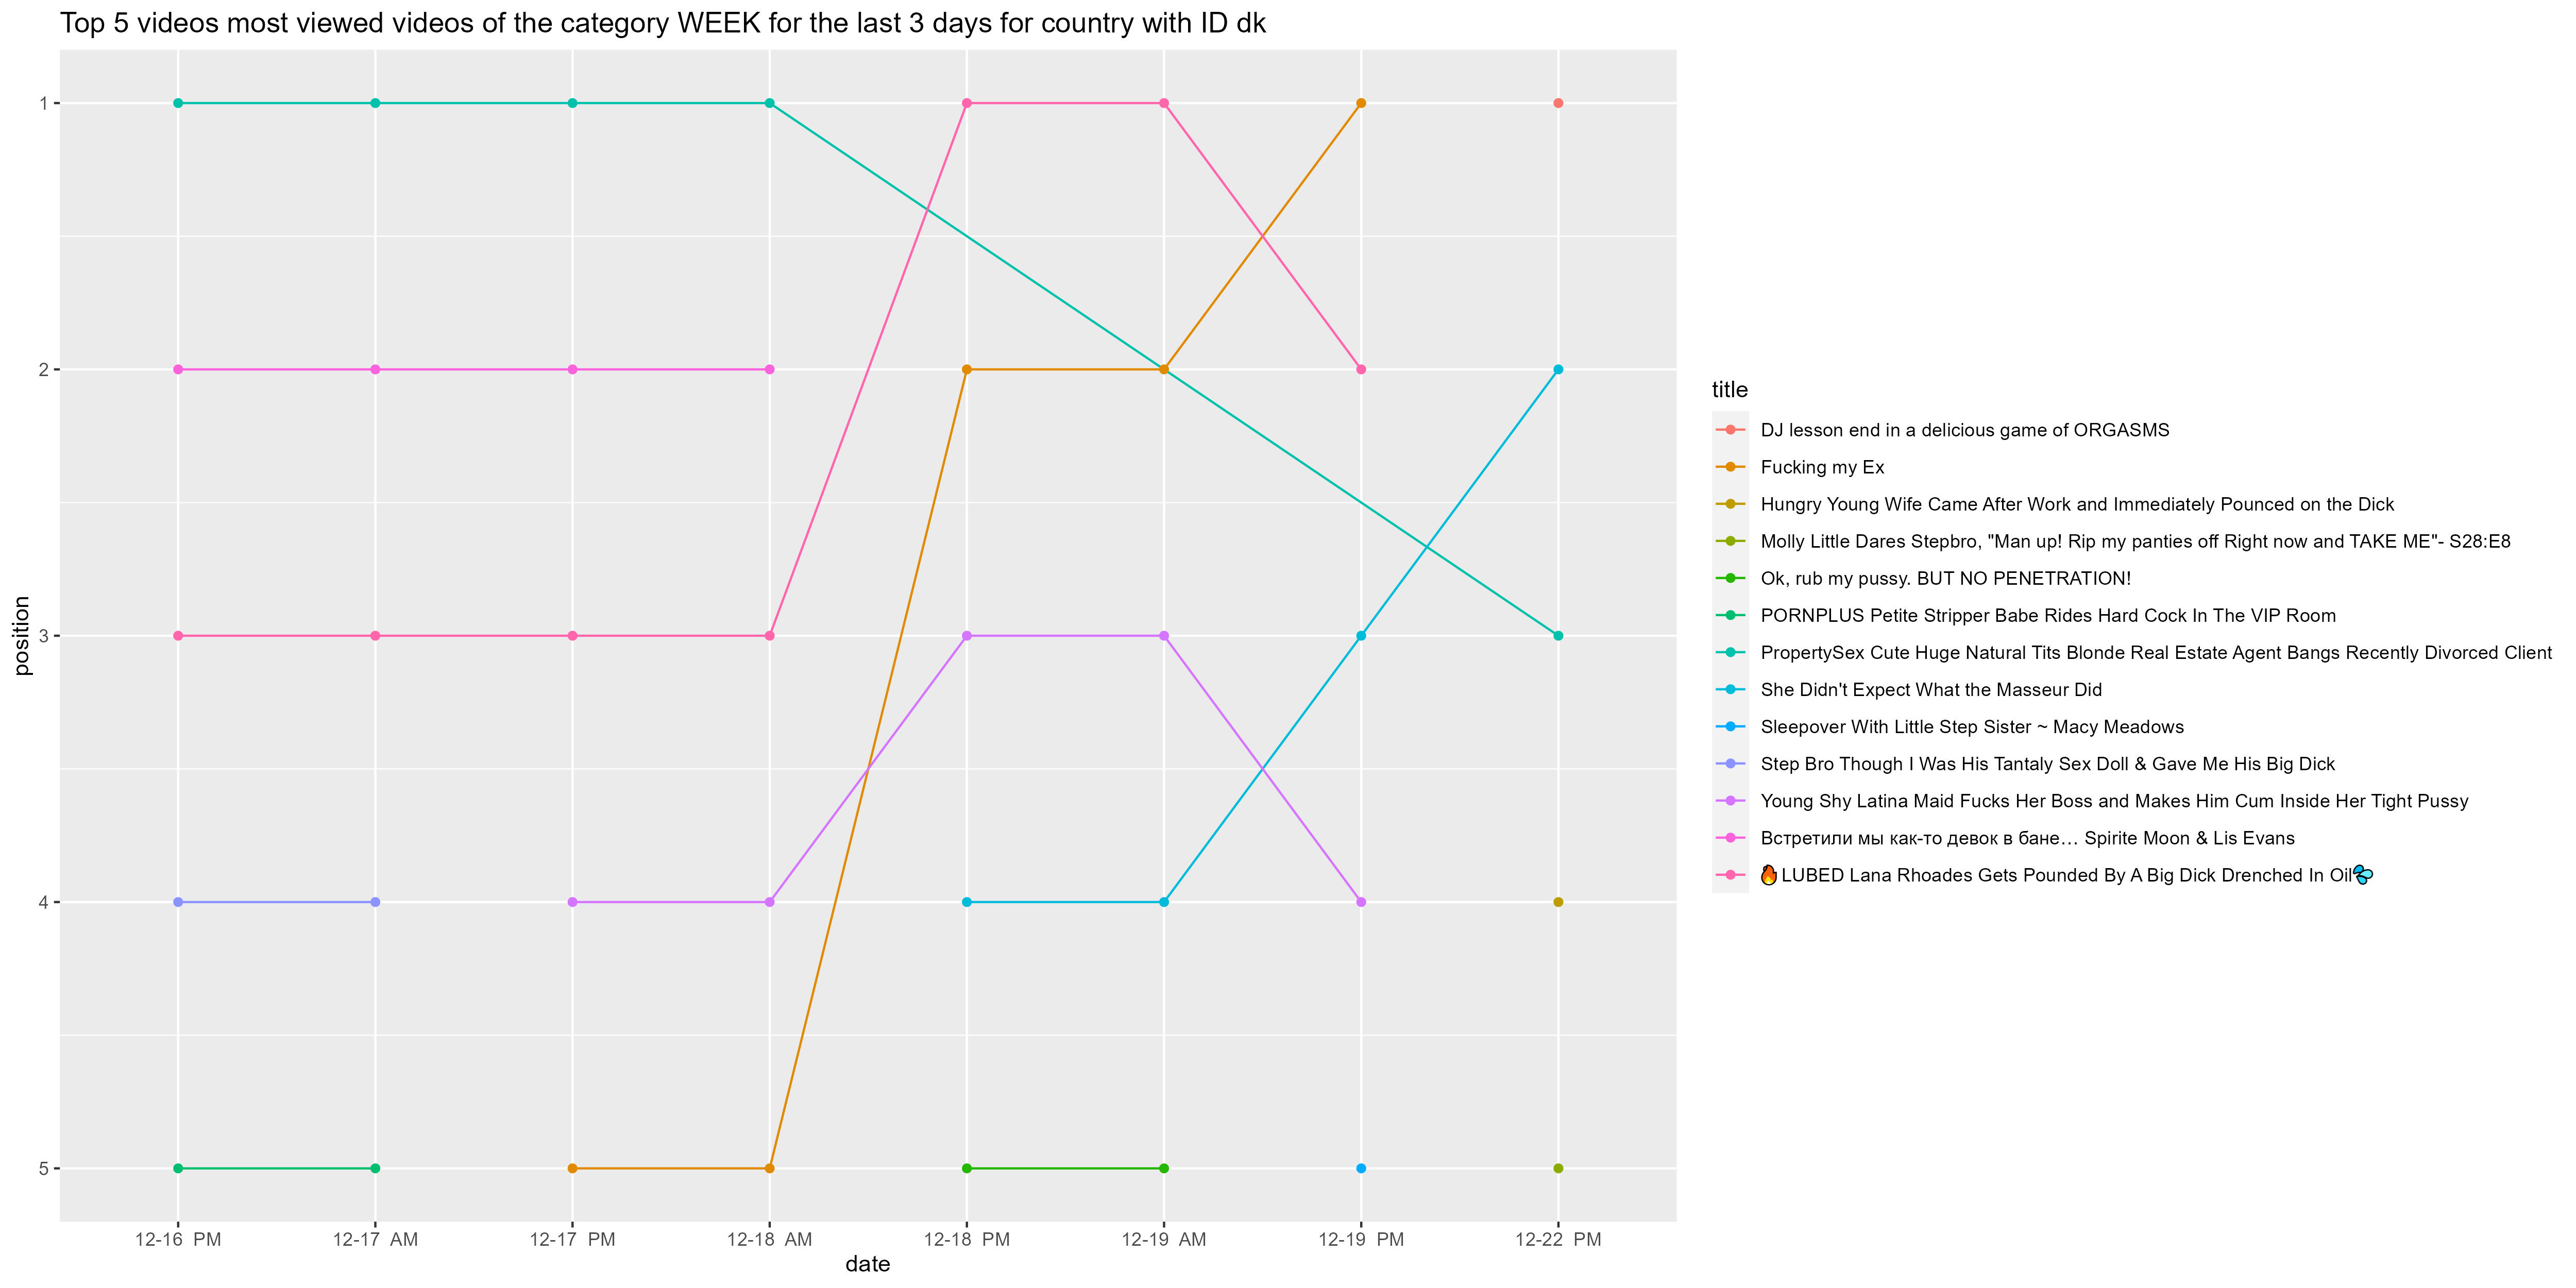 Top 5 videos most viewed videos of the category WEEK for the last 3 days for country with ID dk
position
1
2
3
4
5
12-16 PM
12-17 AM
12-17 PM
12-18 AM
12-18 PM
12-19 AM
12-19 PM
12-22 PM
date
title
DJ lesson end in a delicious game of ORGASMS
Fucking my Ex
Hungry Young Wife Came After Work and Immediately Pounced on the Dick
Molly Little Dares Stepbro, "Man up! Rip my panties off Right now and TAKE ME"- S28:E8
Ok, rub my pussy. BUT NO PENETRATION!
PORNPLUS Petite Stripper Babe Rides Hard Cock In The VIP Room
PropertySex Cute Huge Natural Tits Blonde Real Estate Agent Bangs Recently Divorced Client
She Didn't Expect What the Masseur Did
Sleepover With Little Step Sister ~ Macy Meadows
Step Bro Though I Was His Tantaly Sex Doll & Gave Me His Big Dick
Young Shy Latina Maid Fucks Her Boss and Makes Him Cum Inside Her Tight Pussy
Встретили мы как-то девок в бане… Spirite Moon & Lis Evans
🔥LUBED Lana Rhoades Gets Pounded By A Big Dick Drenched In Oil💦